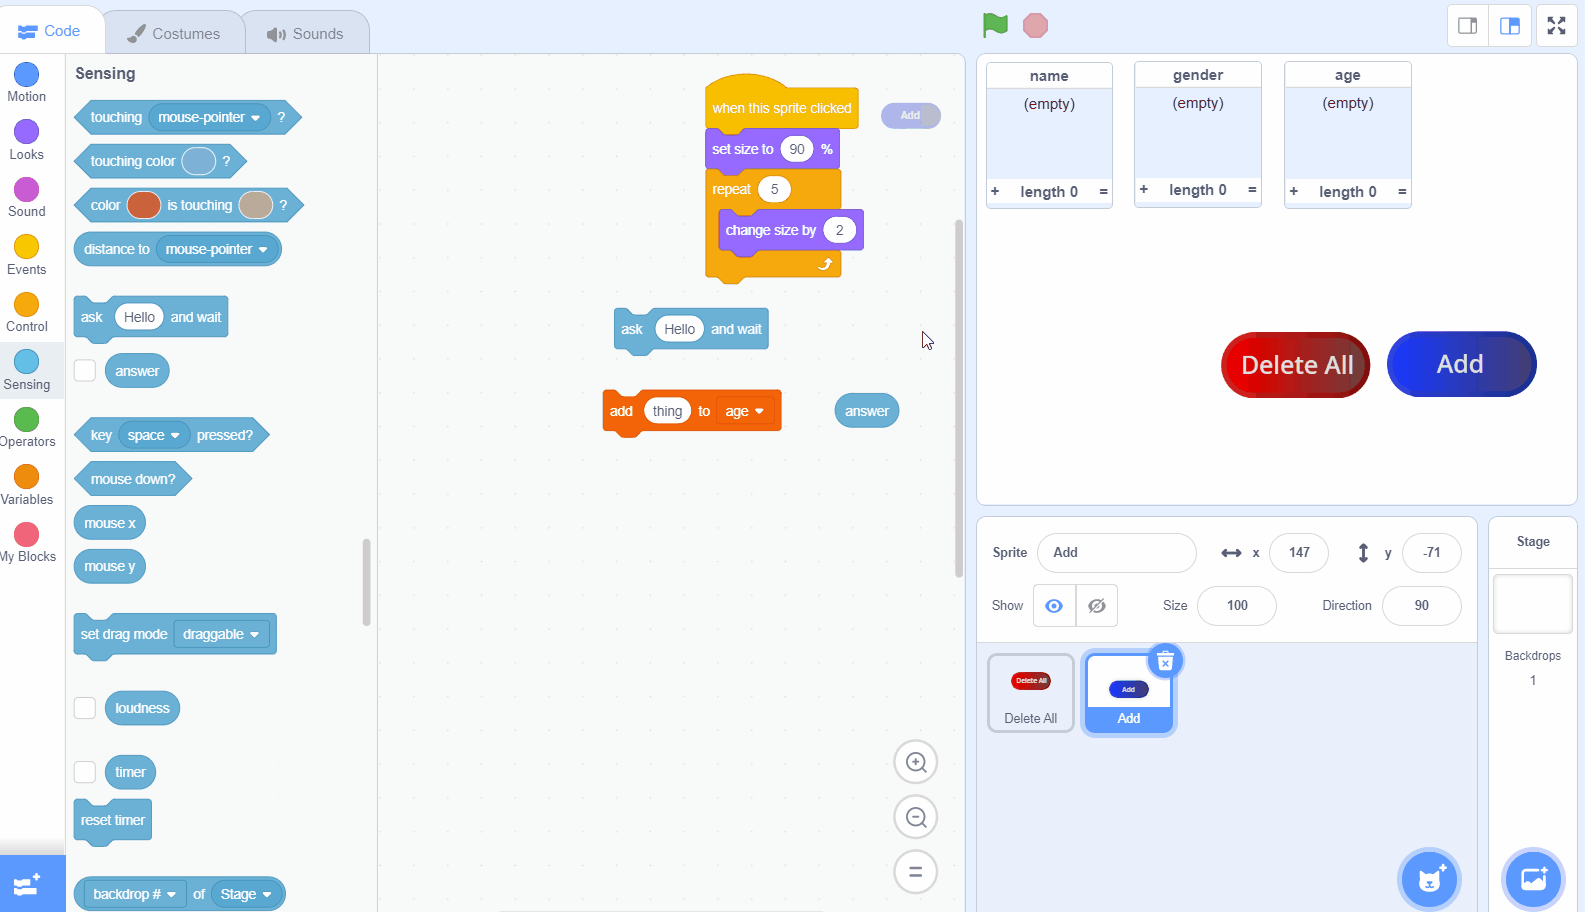 Code
Costumes
Sounds
Motion
Looks
Sound
Events
Control
Sensing
Operators
Variables
My Blocks
Sensing
touching mouse-pointer ?
touching color ?
color is touching ?
distance to mouse-pointer
ask Hello and wait
answer
key space pressed?
mouse down?
mouse x
mouse y
set drag mode draggable
loudness
timer
reset timer
backdrop # of Stage
when this sprite clicked
set size to 90 %
repeat 5
change size by 2
Add
ask Hello and wait
add thing to age
answer
name
(empty)
+ length 0 =
gender
(empty)
+ length 0 =
age
(empty)
+ length 0 =
Delete All
Add
Sprite Add x 147 y -71
Show Size 100 Direction 90
Delete All
Delete All
Add
Add
Stage
Backdrops
1